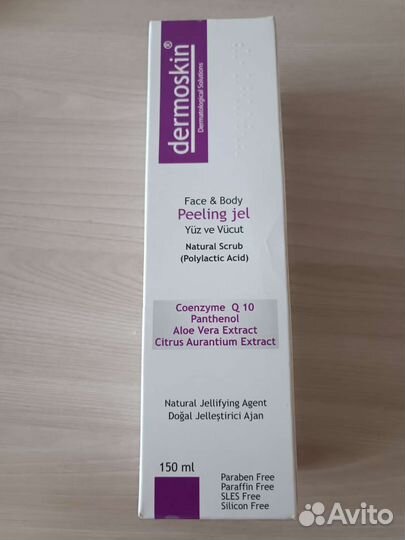 dermoskin®
Dermatological Solutions
Face & Body
Peeling jel
Yüz ve Vücut
Natural Scrub
(Polylactic Acid)
Coenzyme Q 10
Panthenol
Aloe Vera Extract
Citrus Aurantium Extract
Natural Jellifying Agent
Doğal Jelleştirici Ajan
150 ml
Paraben Free
Paraffin Free
SLES Free
Silicon Free
Avito